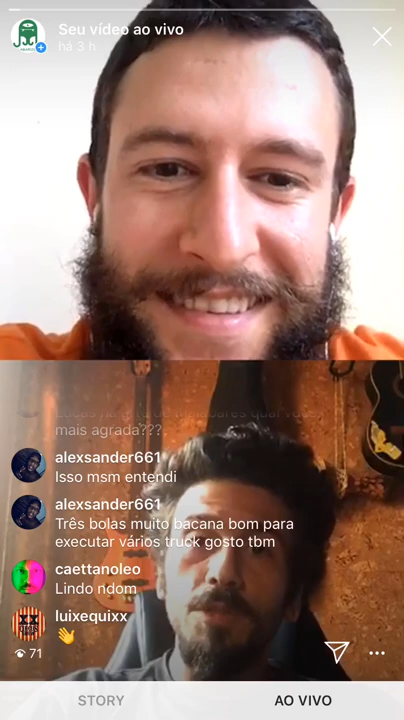 Seu vídeo ao vivo
há 3 h
mais agrada???
alexsander661
Isso msm entendi
alexsander661
Três bolas muito bacana bom para
executar vários truck gosto tbm
caettanoleo
Lindo ndom
luixequixx
👋
71
STORY
AO VIVO